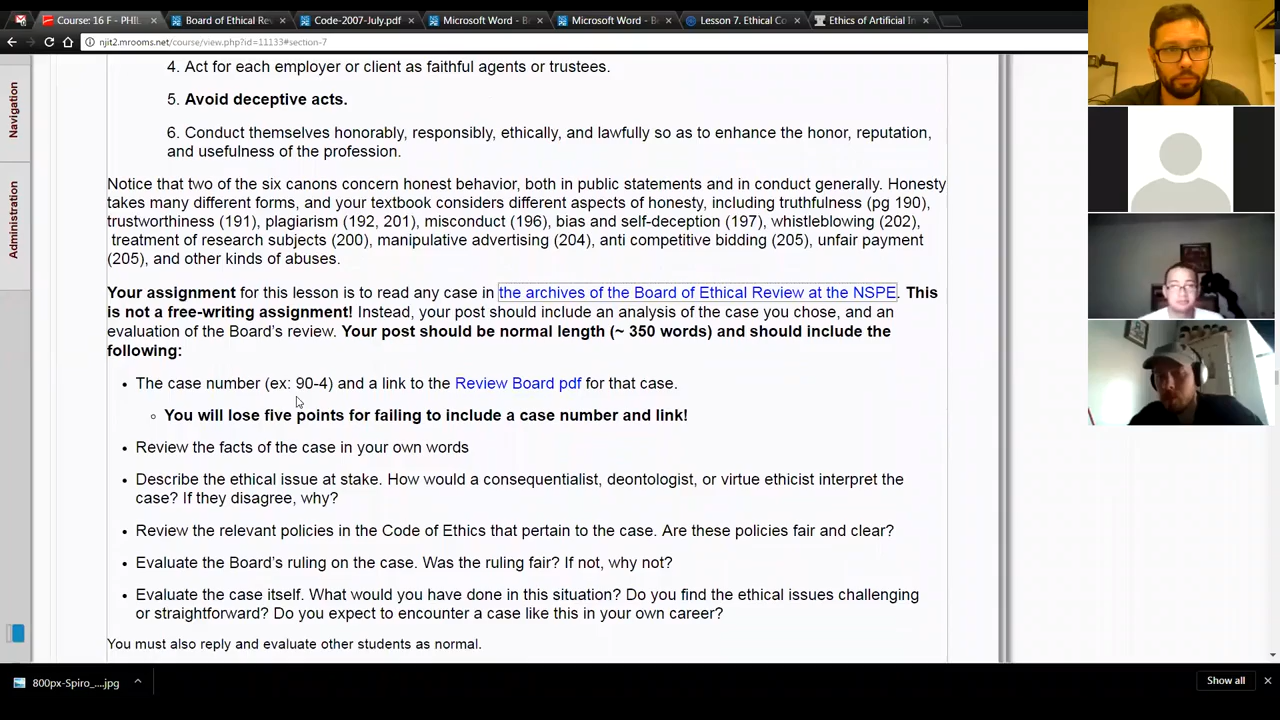 Course: 16 F - PHIL
Board of Ethical Re
Code-2007-July.pdf
Microsoft Word - B
Microsoft Word - B
Lesson 7. Ethical Co
Ethics of Artificial In
njit2.mrooms.net/course/view.php?id=11133#section-7
Navigation
Administration
4. Act for each employer or client as faithful agents or trustees.
5. Avoid deceptive acts.
6. Conduct themselves honorably, responsibly, ethically, and lawfully so as to enhance the honor, reputation,
and usefulness of the profession.
Notice that two of the six canons concern honest behavior, both in public statements and in conduct generally. Honesty
takes many different forms, and your textbook considers different aspects of honesty, including truthfulness (pg 190),
trustworthiness (191), plagiarism (192, 201), misconduct (196), bias and self-deception (197), whistleblowing (202),
treatment of research subjects (200), manipulative advertising (204), anti competitive bidding (205), unfair payment
(205), and other kinds of abuses.
Your assignment for this lesson is to read any case in the archives of the Board of Ethical Review at the NSPE. This
is not a free-writing assignment! Instead, your post should include an analysis of the case you chose, and an
evaluation of the Board's review. Your post should be normal length (~ 350 words) and should include the
following:
• The case number (ex: 90-4) and a link to the Review Board pdf for that case.
◦ You will lose five points for failing to include a case number and link!
• Review the facts of the case in your own words
• Describe the ethical issue at stake. How would a consequentialist, deontologist, or virtue ethicist interpret the
case? If they disagree, why?
• Review the relevant policies in the Code of Ethics that pertain to the case. Are these policies fair and clear?
• Evaluate the Board's ruling on the case. Was the ruling fair? If not, why not?
• Evaluate the case itself. What would you have done in this situation? Do you find the ethical issues challenging
or straightforward? Do you expect to encounter a case like this in your own career?
You must also reply and evaluate other students as normal.
800px-Spiro_....jpg
Show all